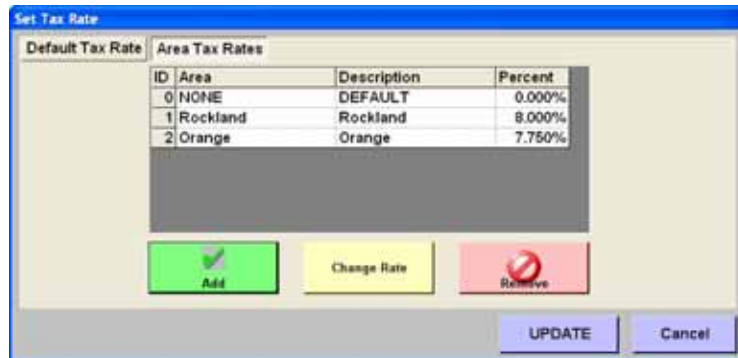 Set Tax Rate
Default Tax Rate Area Tax Rates
ID Area Description Percent
0 NONE DEFAULT 0.000%
1 Rockland Rockland 8.000%
2 Orange Orange 7.750%
Add Change Rate Remove
UPDATE Cancel